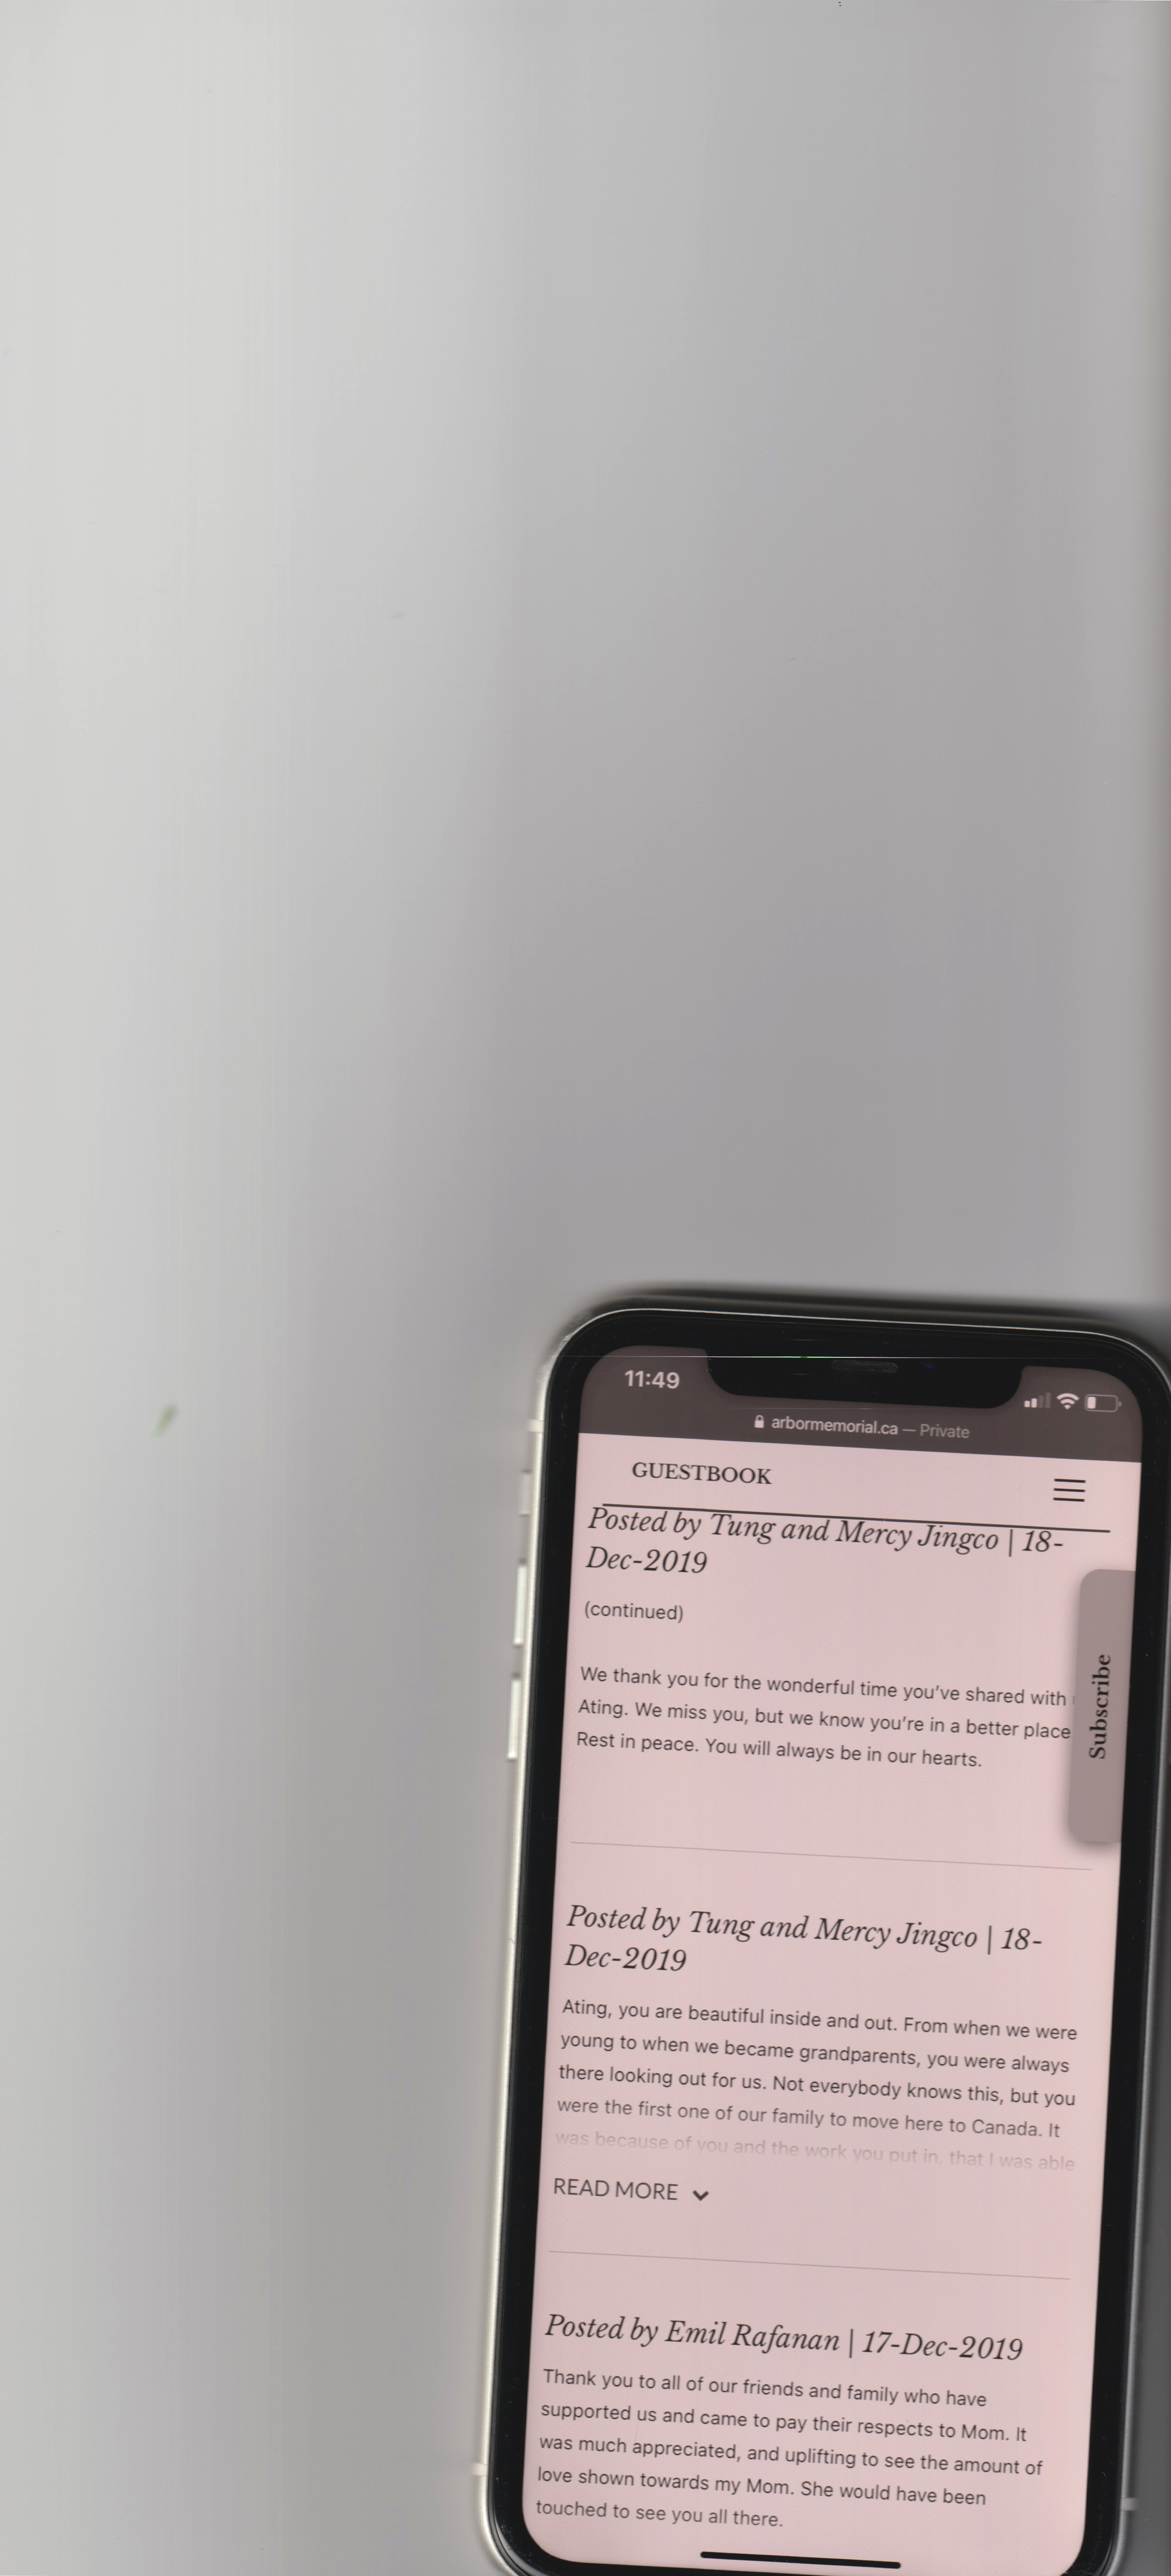 11:49
arbormemorial.ca — Private
GUESTBOOK
Posted by Tung and Mercy Jingco | 18-
Dec-2019
(continued)
We thank you for the wonderful time you've shared with
Ating. We miss you, but we know you're in a better place
Rest in peace. You will always be in our hearts.
Subscribe
Posted by Tung and Mercy Jingco | 18-
Dec-2019
Ating, you are beautiful inside and out. From when we were
young to when we became grandparents, you were always
there looking out for us. Not everybody knows this, but you
were the first one of our family to move here to Canada. It
was because of you and the work you put in, that I was able
READ MORE
Posted by Emil Rafanan | 17-Dec-2019
Thank you to all of our friends and family who have
supported us and came to pay their respects to Mom. It
was much appreciated, and uplifting to see the amount of
love shown towards my Mom. She would have been
touched to see you all there.